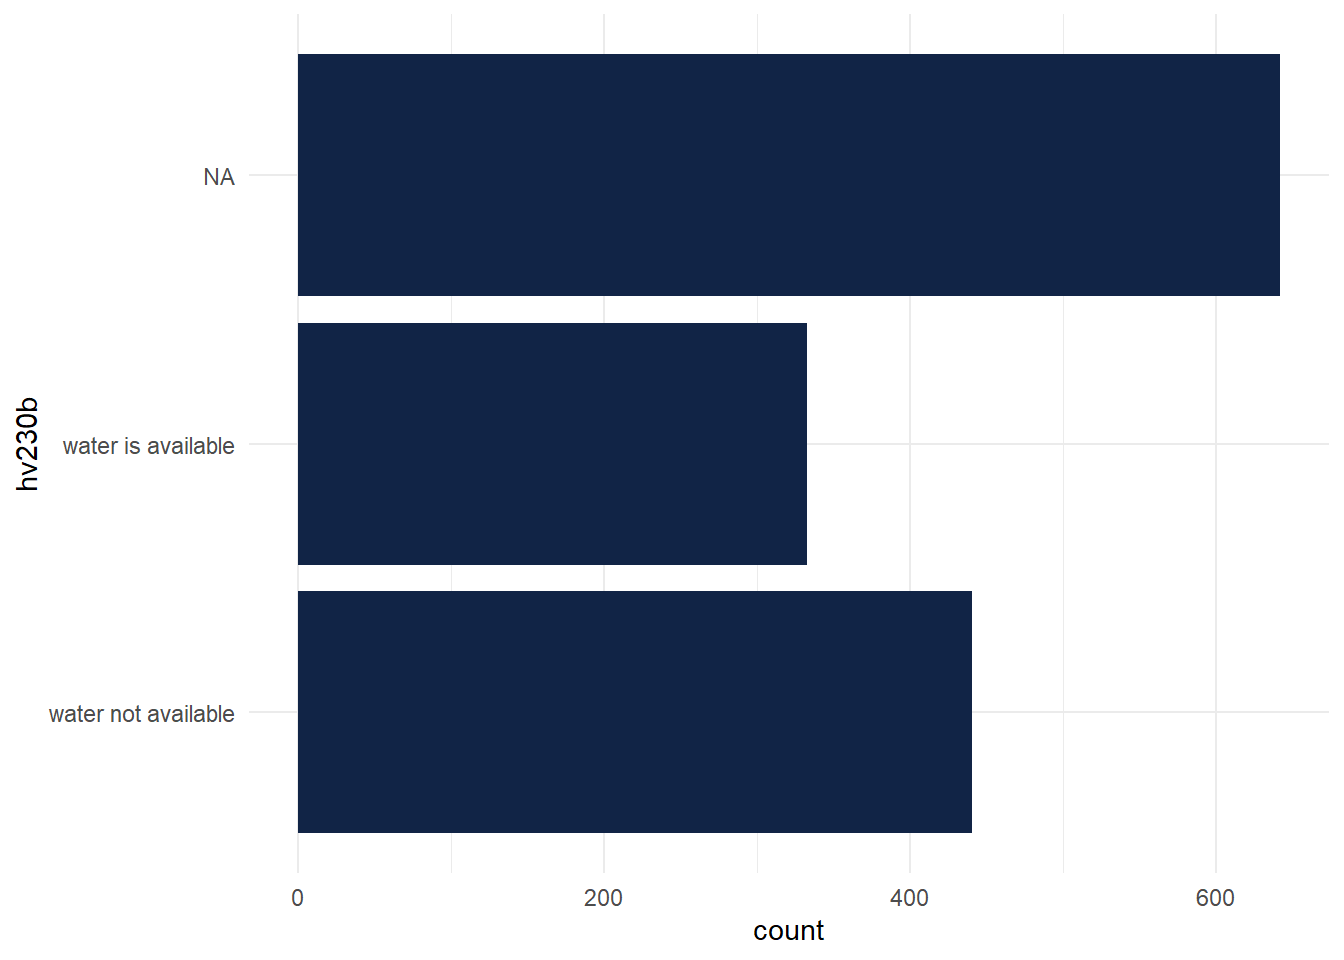 NA
water is available
water not available
hv230b
0
200
400
600
count